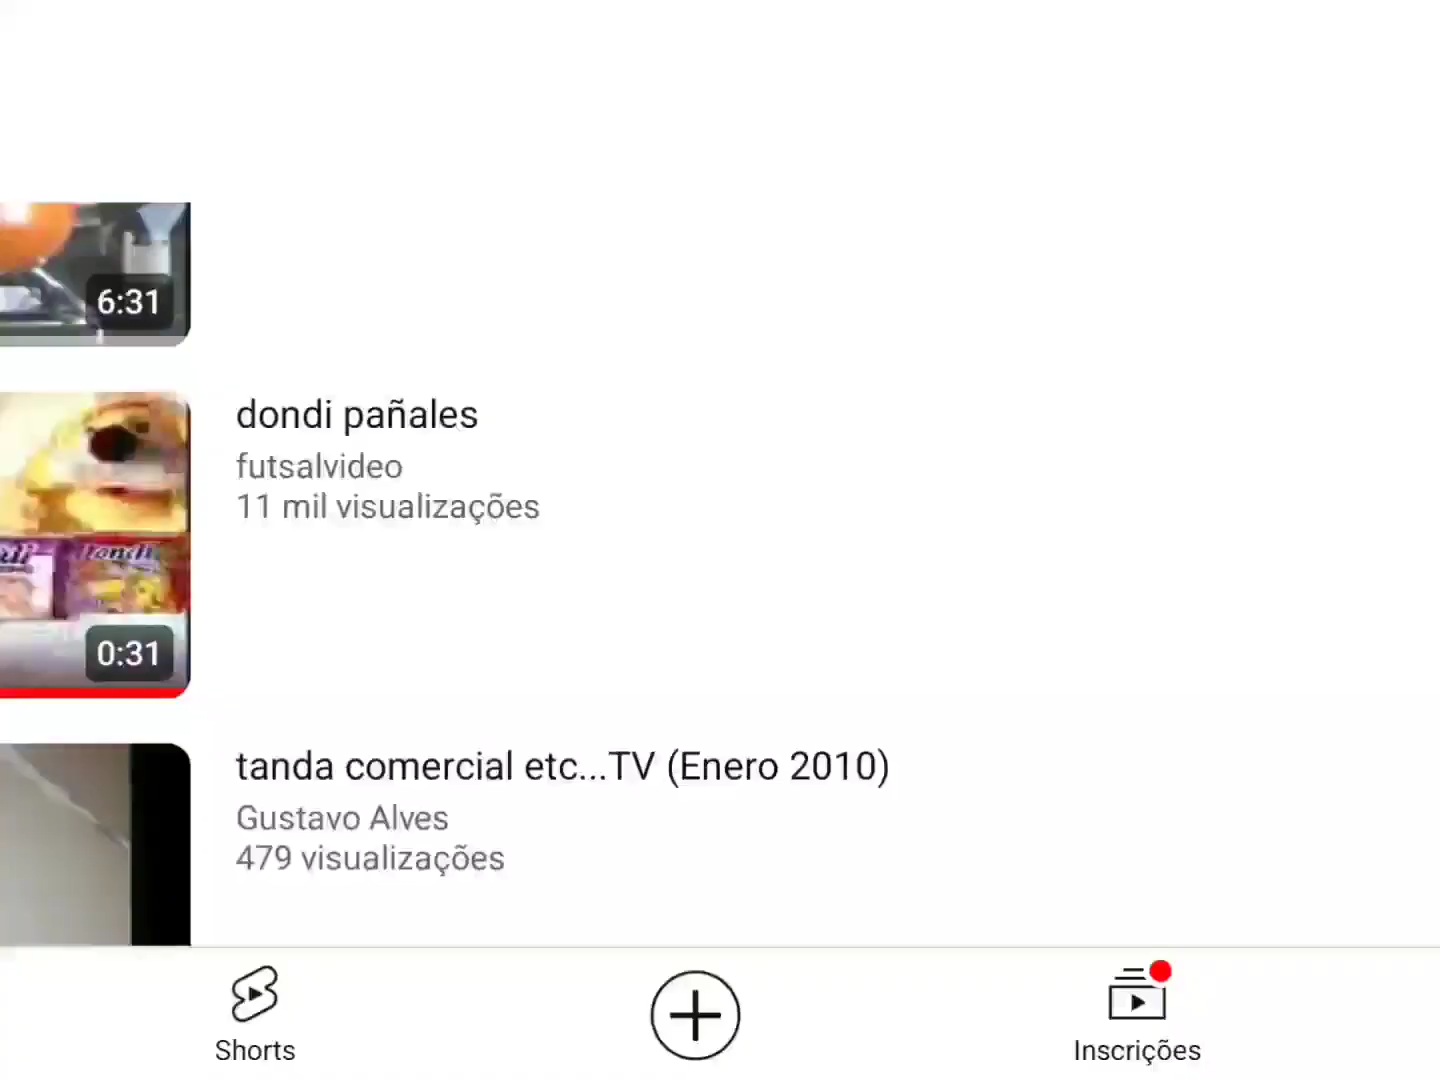 6:31
dondi pañales
futsalvideo
11 mil visualizações
Dondi
0:31
tanda comercial etc...TV (Enero 2010)
Gustavo Alves
479 visualizações
Shorts
Inscrições